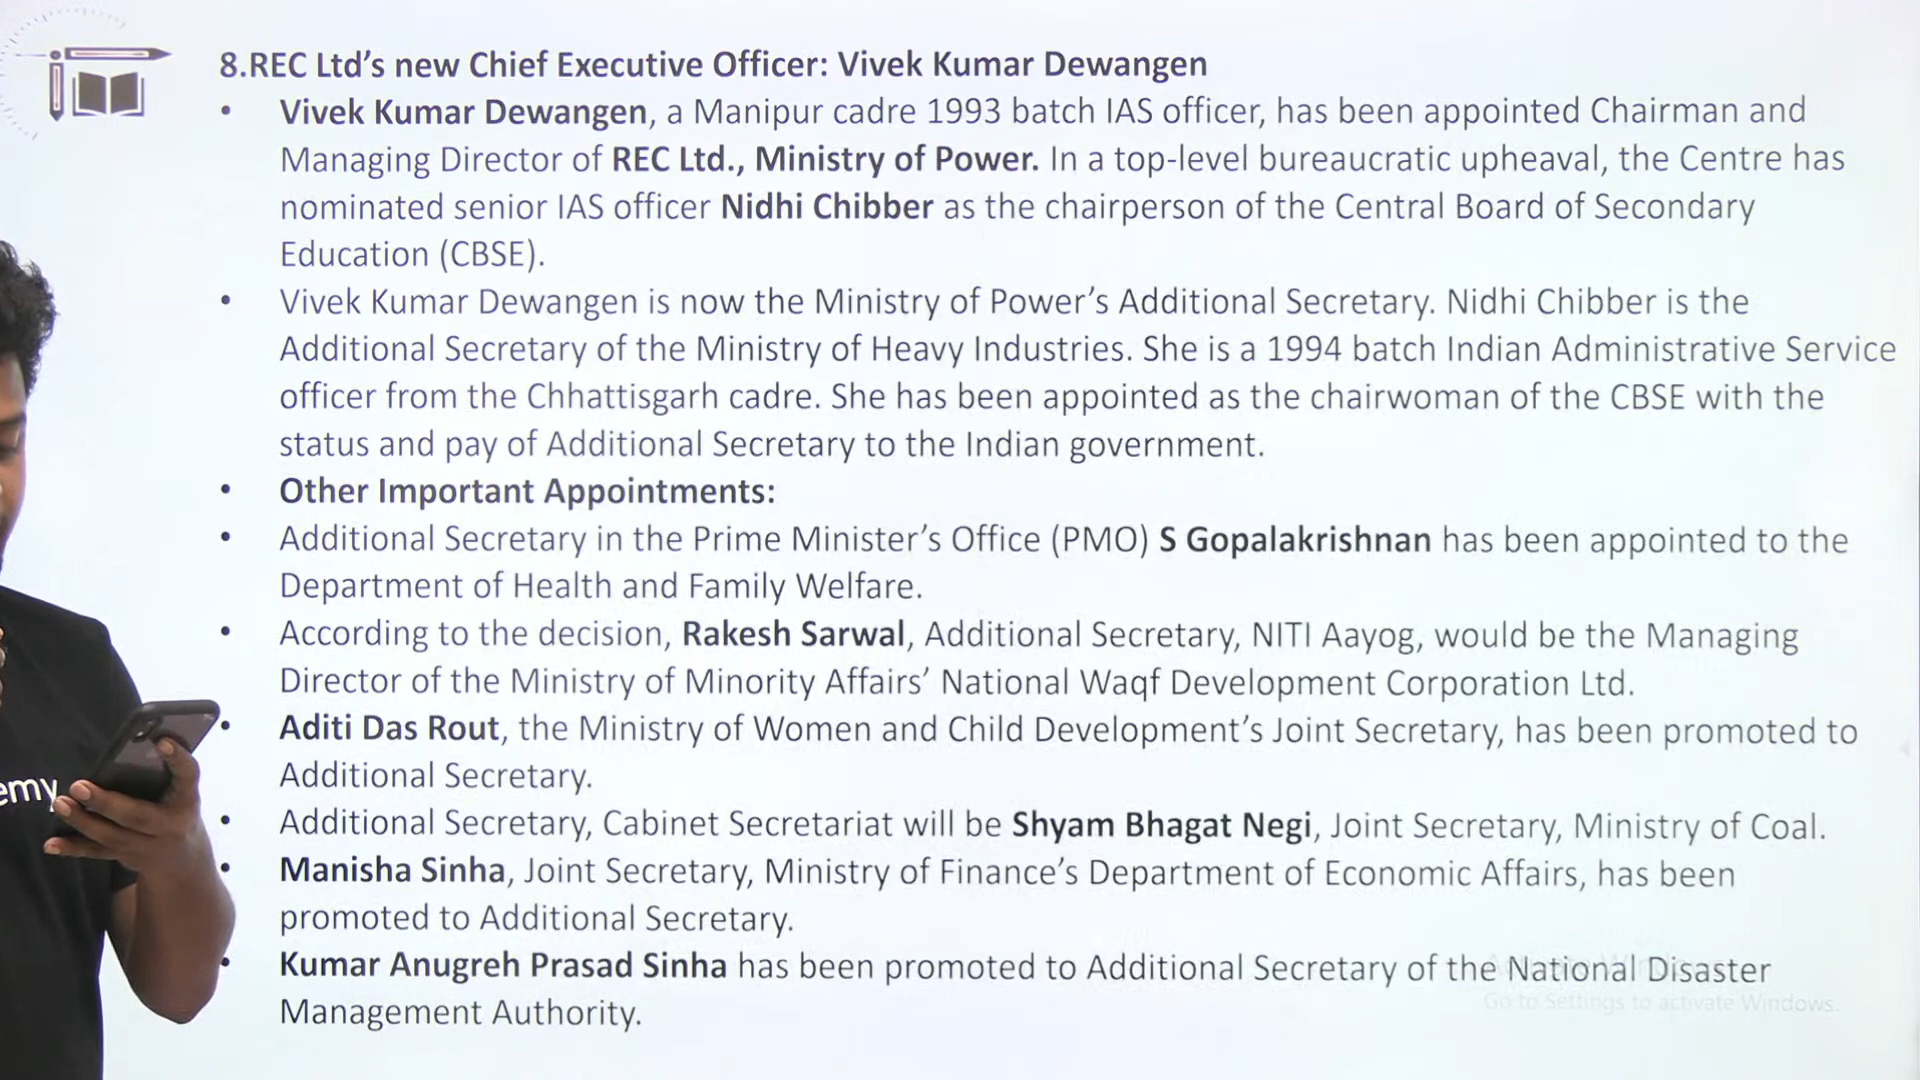 8.REC Ltd’s new Chief Executive Officer: Vivek Kumar Dewangen
• Vivek Kumar Dewangen, a Manipur cadre 1993 batch IAS officer, has been appointed Chairman and
Managing Director of REC Ltd., Ministry of Power. In a top-level bureaucratic upheaval, the Centre has
nominated senior IAS officer Nidhi Chibber as the chairperson of the Central Board of Secondary
Education (CBSE).
• Vivek Kumar Dewangen is now the Ministry of Power’s Additional Secretary. Nidhi Chibber is the
Additional Secretary of the Ministry of Heavy Industries. She is a 1994 batch Indian Administrative Service
officer from the Chhattisgarh cadre. She has been appointed as the chairwoman of the CBSE with the
status and pay of Additional Secretary to the Indian government.
• Other Important Appointments:
• Additional Secretary in the Prime Minister’s Office (PMO) S Gopalakrishnan has been appointed to the
Department of Health and Family Welfare.
• According to the decision, Rakesh Sarwal, Additional Secretary, NITI Aayog, would be the Managing
Director of the Ministry of Minority Affairs’ National Waqf Development Corporation Ltd.
• Aditi Das Rout, the Ministry of Women and Child Development’s Joint Secretary, has been promoted to
Additional Secretary.
• Additional Secretary, Cabinet Secretariat will be Shyam Bhagat Negi, Joint Secretary, Ministry of Coal.
• Manisha Sinha, Joint Secretary, Ministry of Finance’s Department of Economic Affairs, has been
promoted to Additional Secretary.
• Kumar Anugreh Prasad Sinha has been promoted to Additional Secretary of the National Disaster
Management Authority.
emy
Go to Settings to activate Windows.